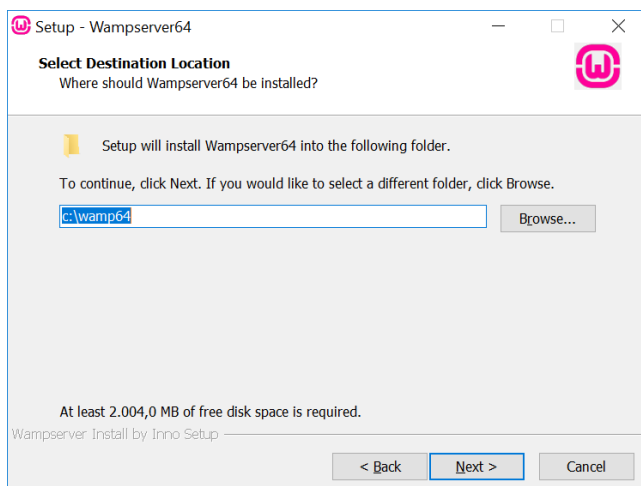 Setup - Wampserver64
Select Destination Location
Where should Wampserver64 be installed?
Setup will install Wampserver64 into the following folder.
To continue, click Next. If you would like to select a different folder, click Browse.
c:\wamp64
Browse...
At least 2.004,0 MB of free disk space is required.
Wampserver Install by Inno Setup
< Back
Next >
Cancel